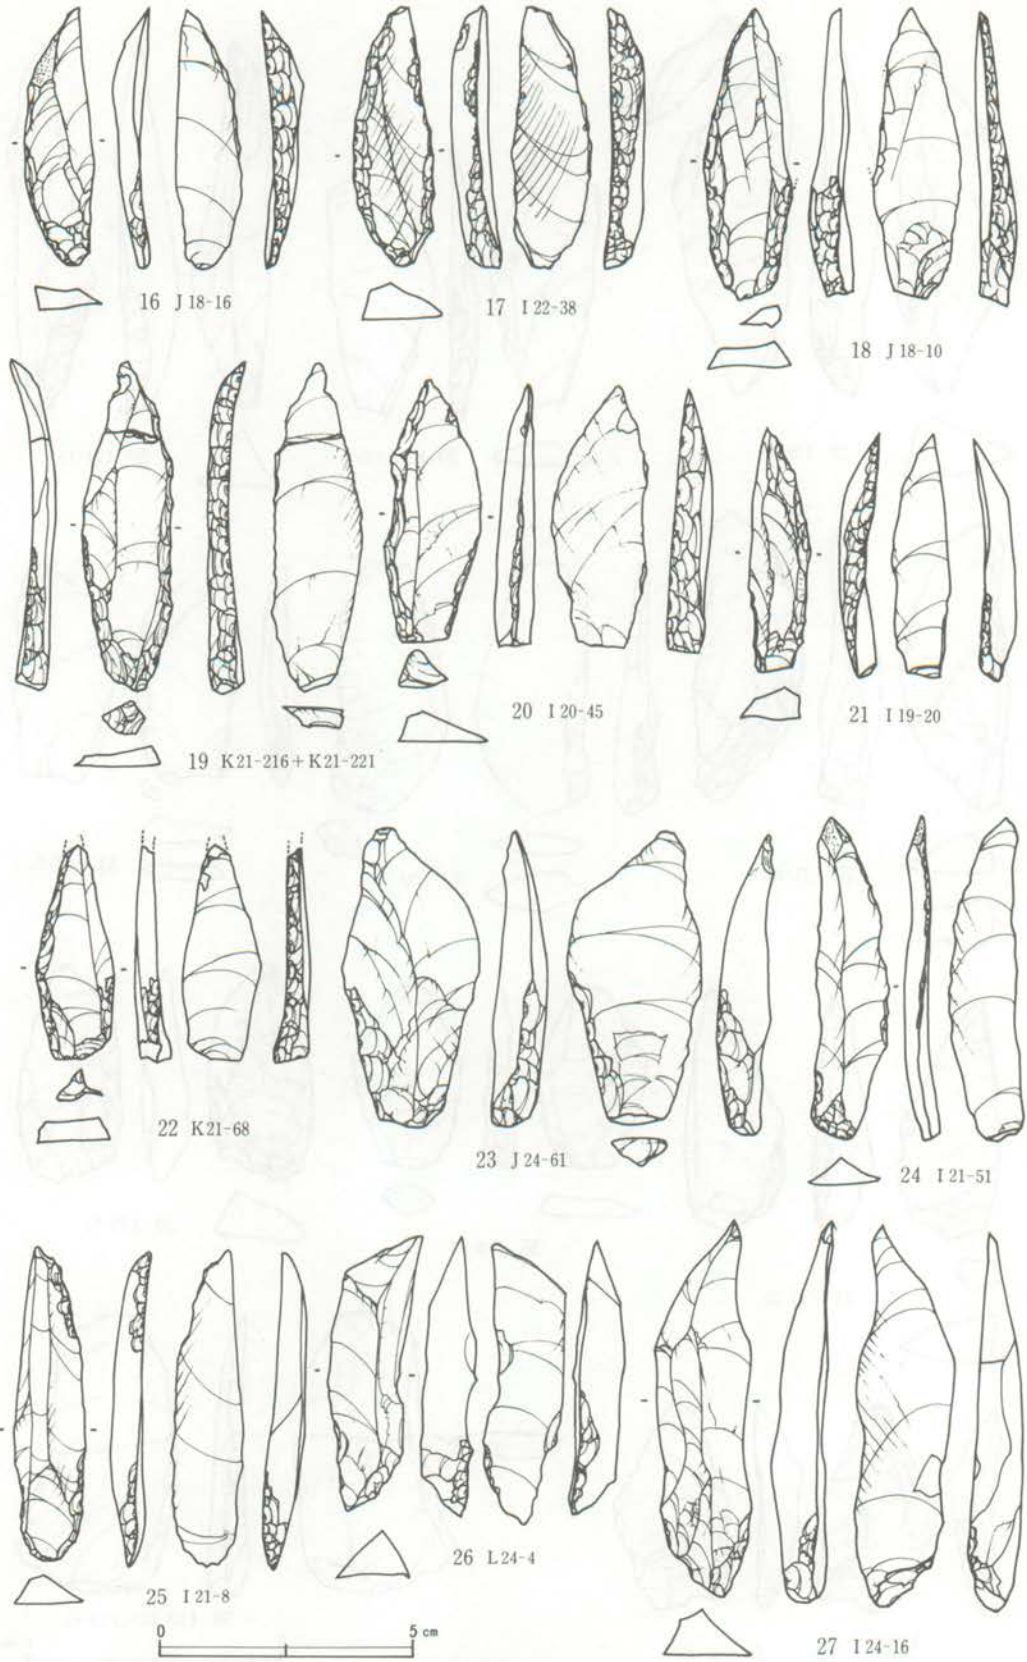 16 J 18-16
17 I 22-38
18 J 18-10
19 K21-216+K21-221
20 I 20-45
21 I 19-20
22 K21-68
23 J 24-61
24 I 21-51
25 I 21-8
26 L 24-4
27 I 24-16
0 5 cm